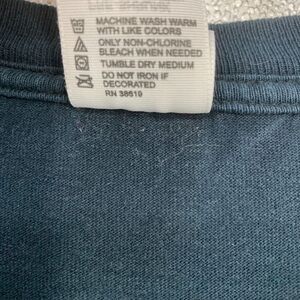 MACHINE WASH WARM
WITH LIKE COLORS
ONLY NON-CHLORINE
BLEACH WHEN NEEDED
TUMBLE DRY MEDIUM
DO NOT IRON IF
DECORATED
RN 38619